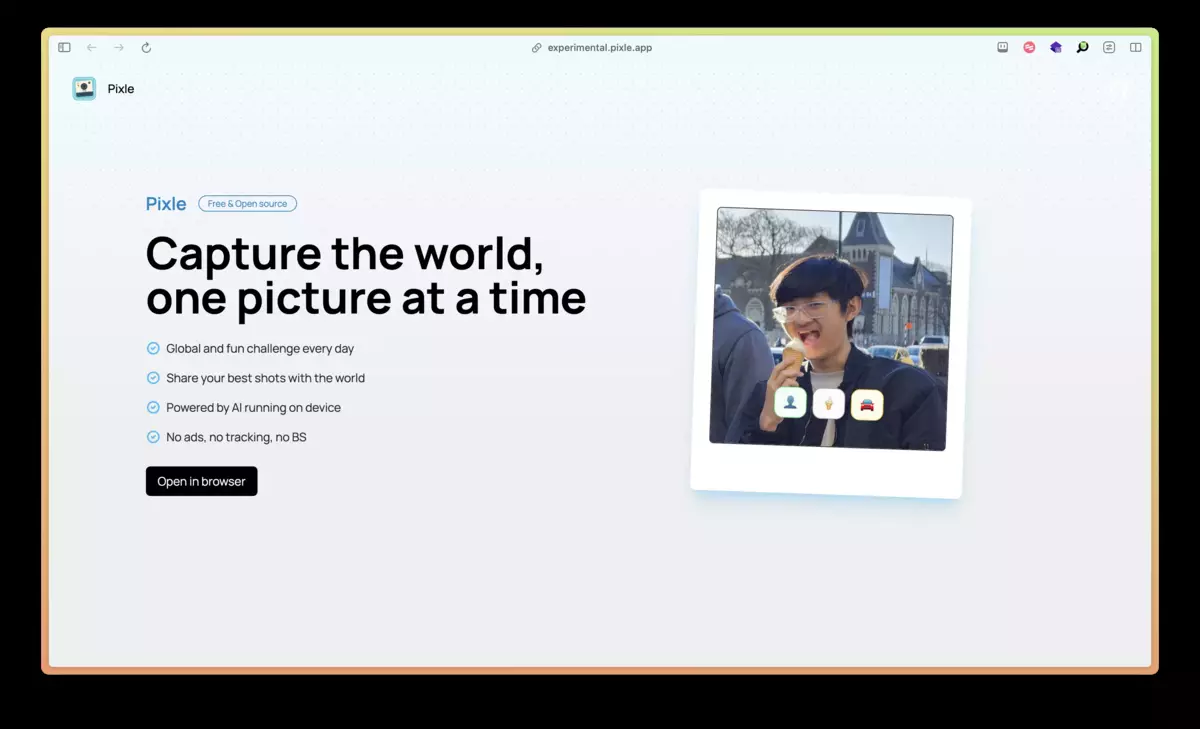 experimental.pixle.app
Pixle
Pixle
Free & Open source
Capture the world,
one picture at a time
Global and fun challenge every day
Share your best shots with the world
Powered by AI running on device
No ads, no tracking, no BS
Open in browser